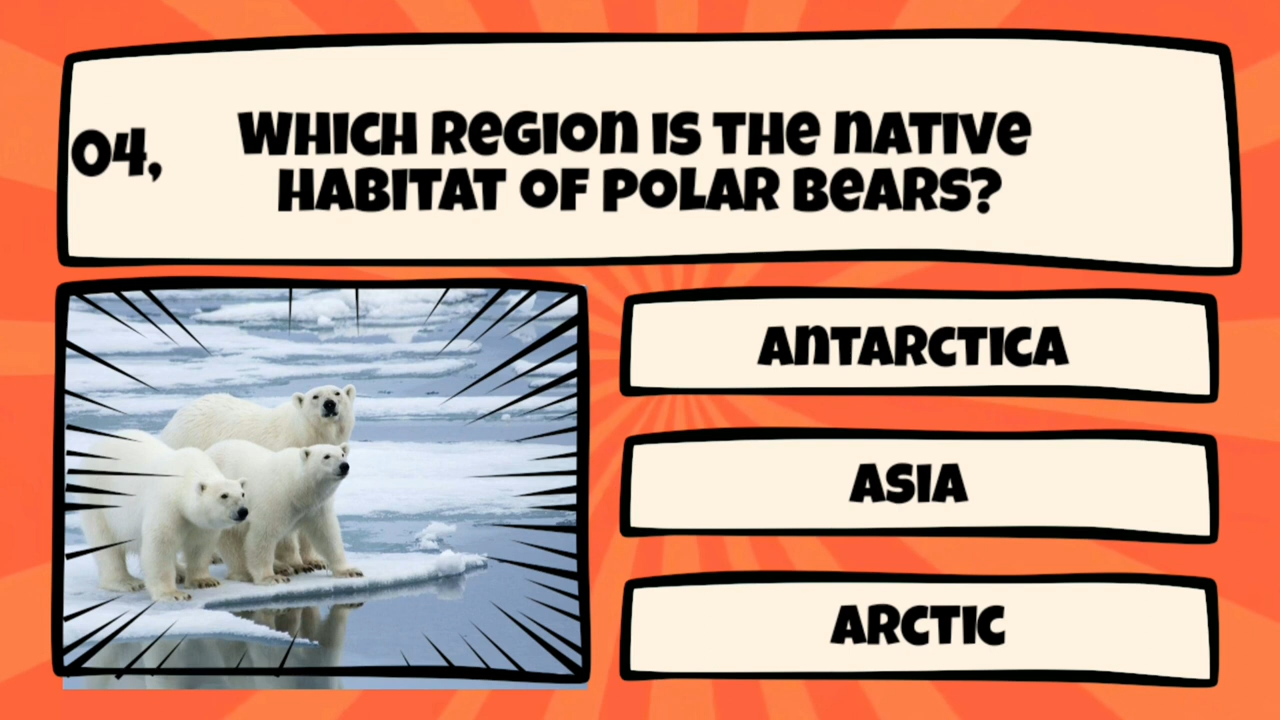 04,
WHICH REGION IS THE NATIVE
HABITAT OF POLAR BEARS?
ANTARCTICA
ASIA
ARCTIC